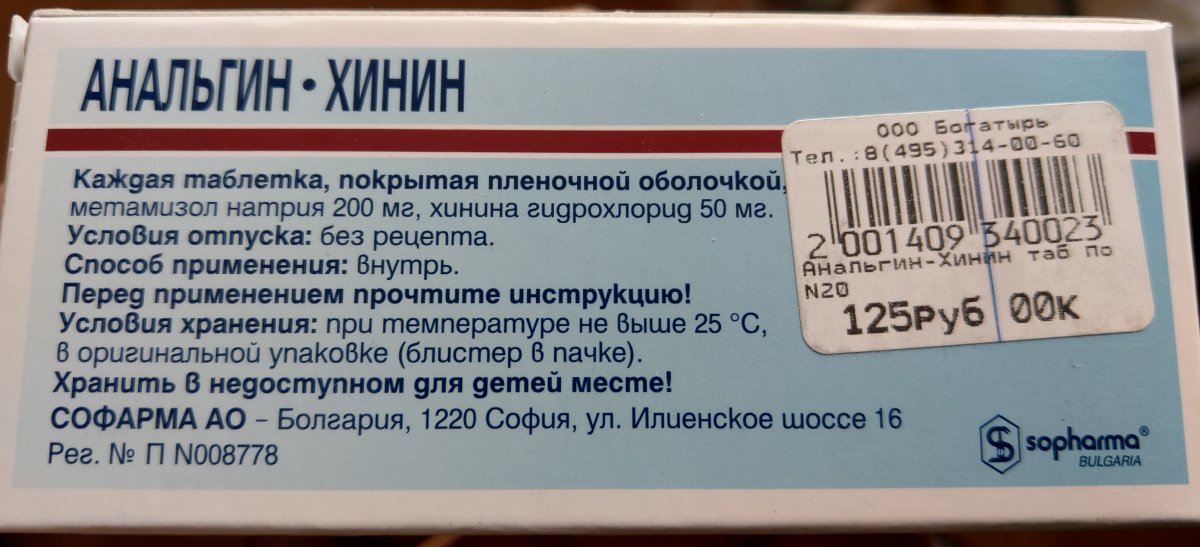 АНАЛЬГИН • ХИНИН
Каждая таблетка, покрытая пленочной оболочкой,
метамизол натрия 200 мг, хинина гидрохлорид 50 мг.
Условия отпуска: без рецепта.
Способ применения: внутрь.
Перед применением прочтите инструкцию!
Условия хранения: при температуре не выше 25 °C,
в оригинальной упаковке (блистер в пачке).
Хранить в недоступном для детей месте!
СОФАРМА АО – Болгария, 1220 София, ул. Илиенское шоссе 16
Рег. № П N008778
ООО Богатырь
Тел.:8(495)314-00-60
2 001409 340023
Анальгин-Хинин таб По
N20
125Руб 00к
sopharma®
BULGARIA